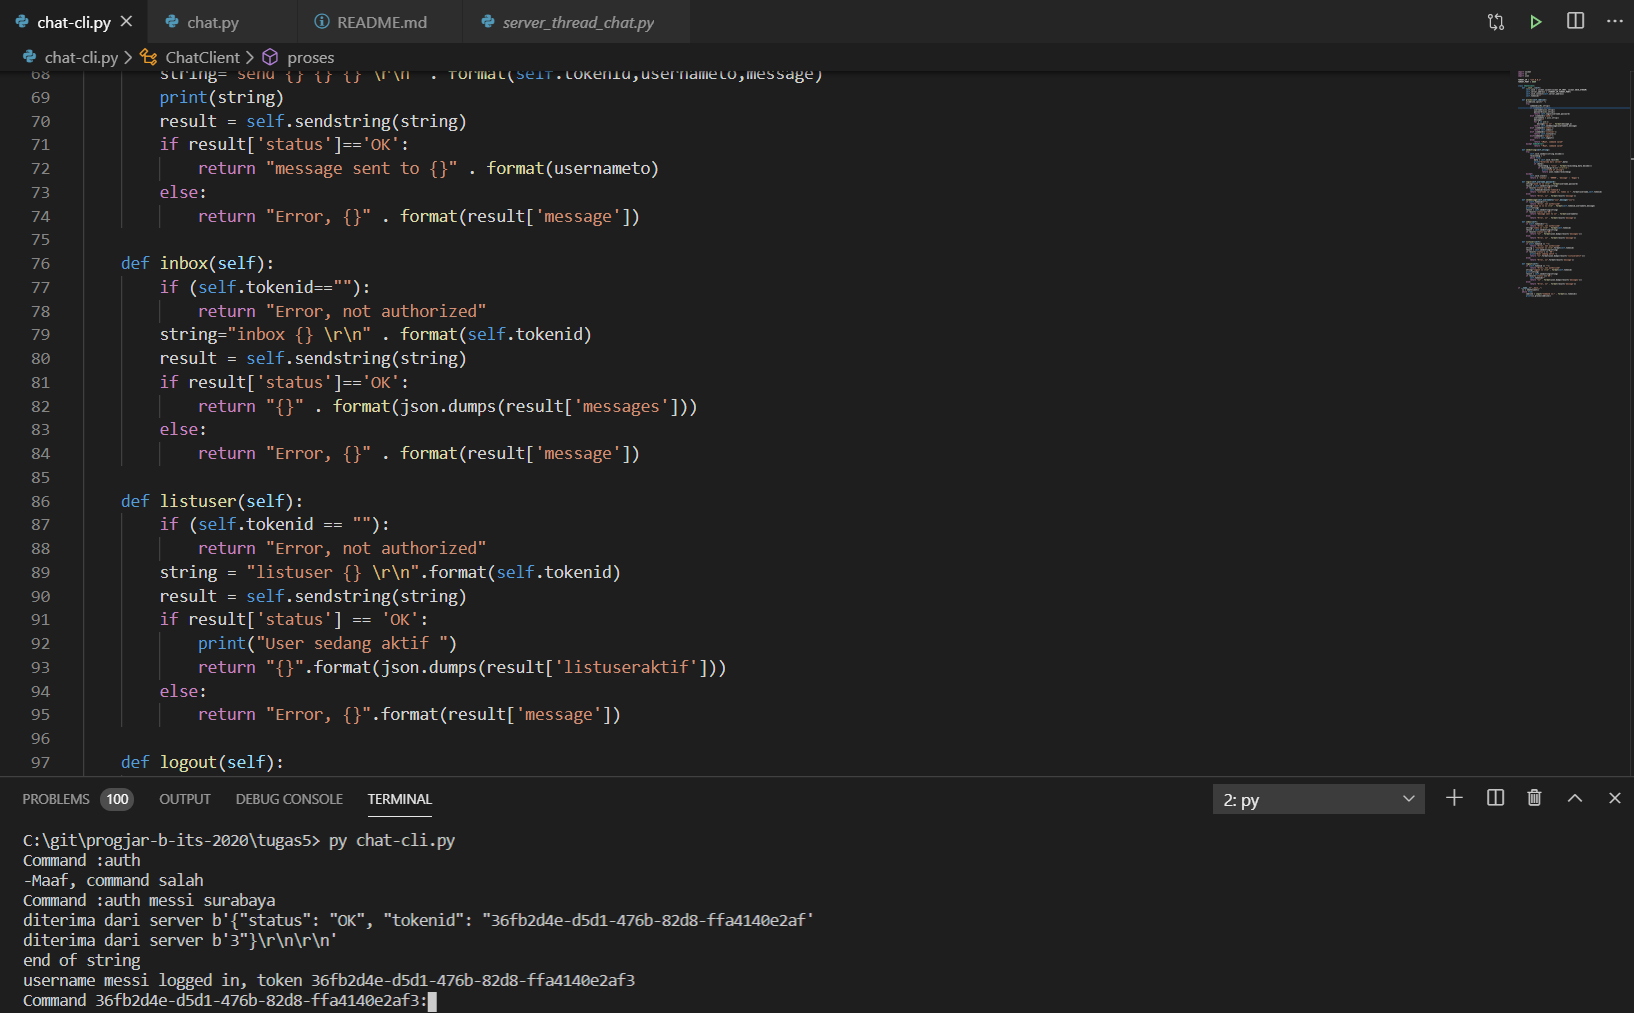 chat-cli.py
chat.py
README.md
server_thread_chat.py
chat-cli.py > ChatClient > proses
68 string="send {} {} {} \r\n" . format(self.tokenid,usernameto,message)
69 print(string)
70 result = self.sendstring(string)
71 if result['status']=='OK':
72 return "message sent to {}" . format(usernameto)
73 else:
74 return "Error, {}" . format(result['message'])
75
76 def inbox(self):
77 if (self.tokenid==""):
78 return "Error, not authorized"
79 string="inbox {} \r\n" . format(self.tokenid)
80 result = self.sendstring(string)
81 if result['status']=='OK':
82 return "{}" . format(json.dumps(result['messages']))
83 else:
84 return "Error, {}" . format(result['message'])
85
86 def listuser(self):
87 if (self.tokenid == ""):
88 return "Error, not authorized"
89 string = "listuser {} \r\n".format(self.tokenid)
90 result = self.sendstring(string)
91 if result['status'] == 'OK':
92 print("User sedang aktif ")
93 return "{}".format(json.dumps(result['listuseraktif']))
94 else:
95 return "Error, {}".format(result['message'])
96
97 def logout(self):
PROBLEMS 100 OUTPUT DEBUG CONSOLE TERMINAL 2: py
C:\git\progjar-b-its-2020\tugas5> py chat-cli.py
Command :auth
-Maaf, command salah
Command :auth messi surabaya
diterima dari server b'{"status": "OK", "tokenid": "36fb2d4e-d5d1-476b-82d8-ffa4140e2af'
diterima dari server b'3"}\r\n\r\n'
end of string
username messi logged in, token 36fb2d4e-d5d1-476b-82d8-ffa4140e2af3
Command 36fb2d4e-d5d1-476b-82d8-ffa4140e2af3: